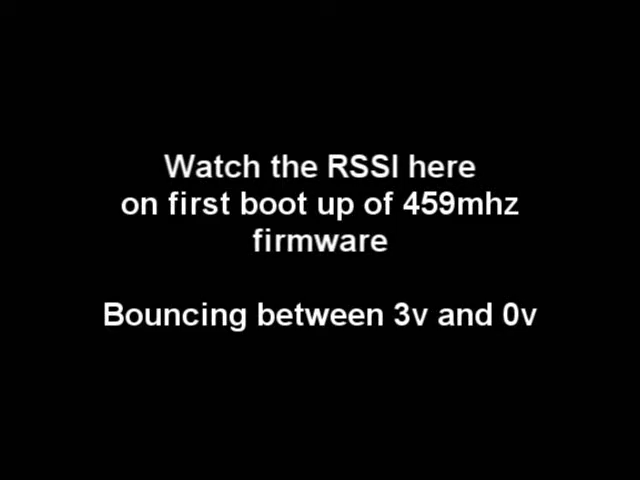 Watch the RSSI here
on first boot up of 459mhz
firmware
Bouncing between 3v and 0v